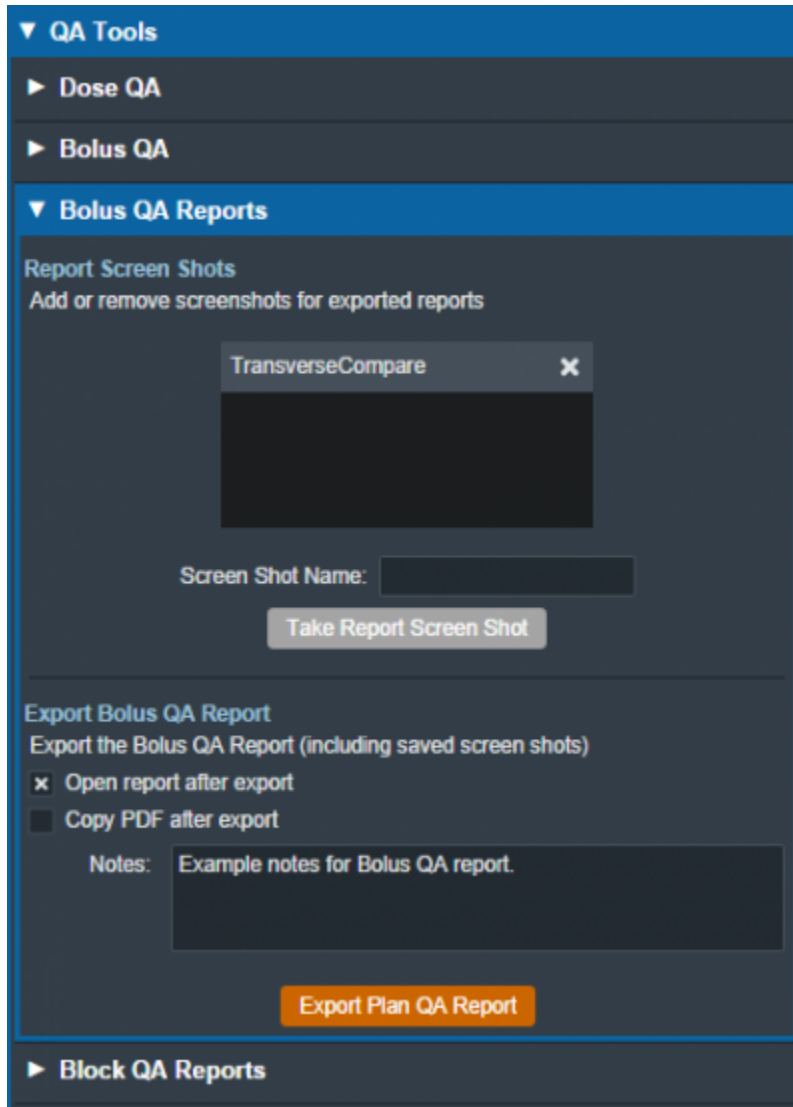 QA Tools
Dose QA
Bolus QA
Bolus QA Reports
Report Screen Shots
Add or remove screenshots for exported reports
TransverseCompare
Screen Shot Name:
Take Report Screen Shot
Export Bolus QA Report
Export the Bolus QA Report (including saved screen shots)
Open report after export
Copy PDF after export
Notes: Example notes for Bolus QA report.
Export Plan QA Report
Block QA Reports